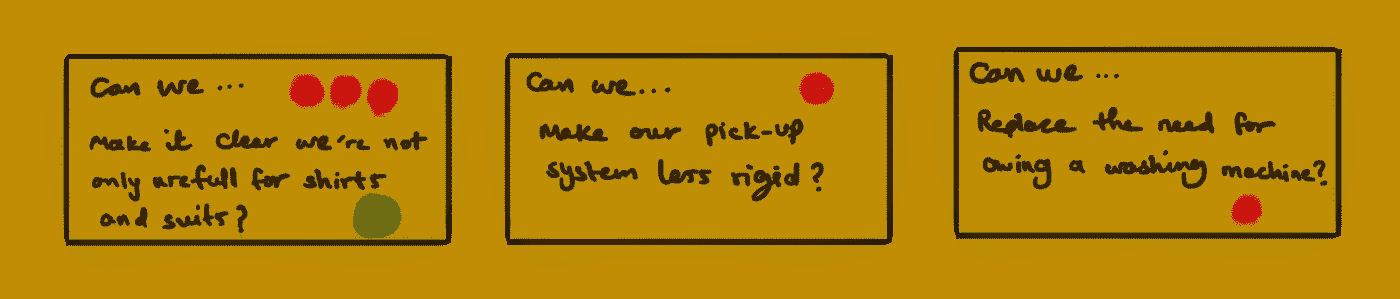 Can we...
Make it clear we're not
only urefull for shirts
and suits?
Can we...
Make our pick-up
system less rigid?
Can we...
Replace the need for
owing a washing machine?